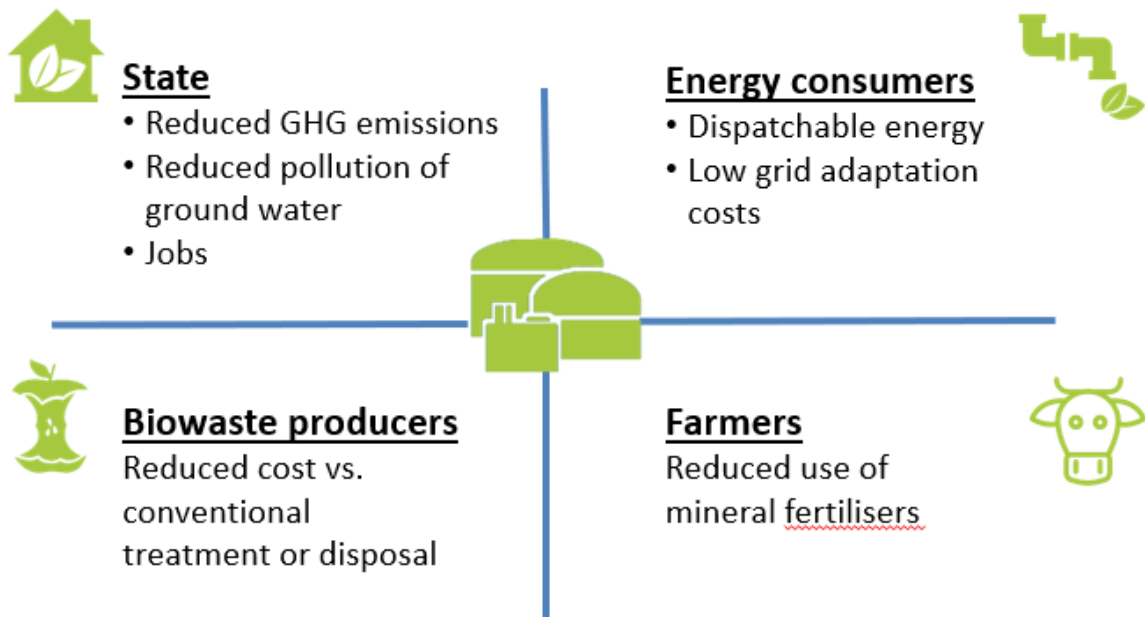 State
• Reduced GHG emissions
• Reduced pollution of
ground water
• Jobs
Energy consumers
• Dispatchable energy
• Low grid adaptation
costs
Biowaste producers
Reduced cost vs.
conventional
treatment or disposal
Farmers
Reduced use of
mineral fertilisers